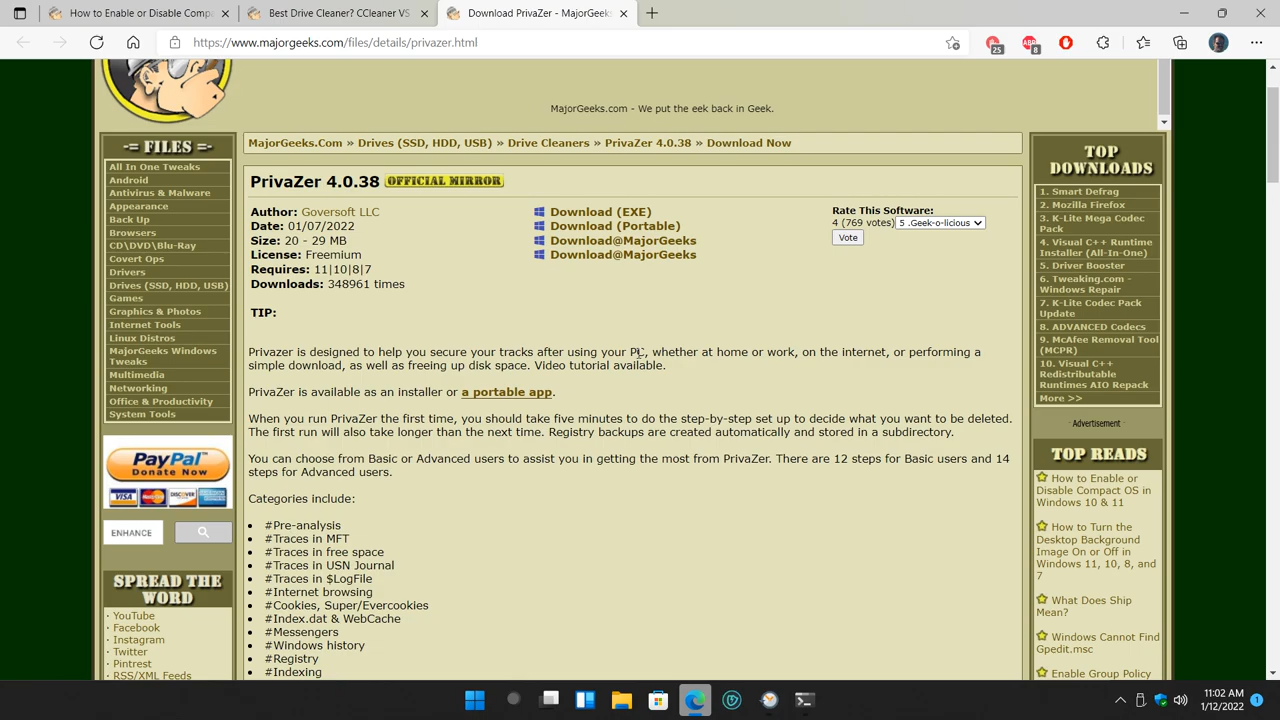 How to Enable or Disable Compa
Best Drive Cleaner? CCleaner VS
Download PrivaZer - MajorGeeks
https://www.majorgeeks.com/files/details/privazer.html
25
ABP
8
MajorGeeks.com - We put the eek back in Geek.
-= FILES =-
All In One Tweaks
Android
Antivirus & Malware
Appearance
Back Up
Browsers
CD\DVD\Blu-Ray
Covert Ops
Drivers
Drives (SSD, HDD, USB)
Games
Graphics & Photos
Internet Tools
Linux Distros
MajorGeeks Windows
Tweaks
Multimedia
Networking
Office & Productivity
System Tools
PayPal
Donate Now
VISA
MasterCard
DISCOVER
ENHANCE
SPREAD THE
WORD
· YouTube
· Facebook
· Instagram
· Twitter
· Pintrest
· RSS/XML Feeds
MajorGeeks.Com » Drives (SSD, HDD, USB) » Drive Cleaners » PrivaZer 4.0.38 » Download Now
PrivaZer 4.0.38 OFFICIAL MIRROR
Author: Goversoft LLC
Date: 01/07/2022
Size: 20 - 29 MB
License: Freemium
Requires: 11|10|8|7
Downloads: 348961 times
Download (EXE)
Download (Portable)
Download@MajorGeeks
Download@MajorGeeks
Rate This Software:
4 (769 votes) 5 .Geek-o-licious
Vote
TIP:
Privazer is designed to help you secure your tracks after using your PC, whether at home or work, on the internet, or performing a
simple download, as well as freeing up disk space. Video tutorial available.
PrivaZer is available as an installer or a portable app.
When you run PrivaZer the first time, you should take five minutes to do the step-by-step set up to decide what you want to be deleted.
The first run will also take longer than the next time. Registry backups are created automatically and stored in a subdirectory.
You can choose from Basic or Advanced users to assist you in getting the most from PrivaZer. There are 12 steps for Basic users and 14
steps for Advanced users.
Categories include:
• #Pre-analysis
• #Traces in MFT
• #Traces in free space
• #Traces in USN Journal
• #Traces in $LogFile
• #Internet browsing
• #Cookies, Super/Evercookies
• #Index.dat & WebCache
• #Messengers
• #Windows history
• #Registry
• #Indexing
TOP
DOWNLOADS
1. Smart Defrag
2. Mozilla Firefox
3. K-Lite Mega Codec
Pack
4. Visual C++ Runtime
Installer (All-In-One)
5. Driver Booster
6. Tweaking.com -
Windows Repair
7. K-Lite Codec Pack
Update
8. ADVANCED Codecs
9. McAfee Removal Tool
(MCPR)
10. Visual C++
Redistributable
Runtimes AIO Repack
More >>
· Advertisement ·
TOP READS
How to Enable or
Disable Compact OS in
Windows 10 & 11
How to Turn the
Desktop Background
Image On or Off in
Windows 11, 10, 8, and
7
What Does Ship
Mean?
Windows Cannot Find
Gpedit.msc
Enable Group Policy
11:02 AM
1/12/2022
1